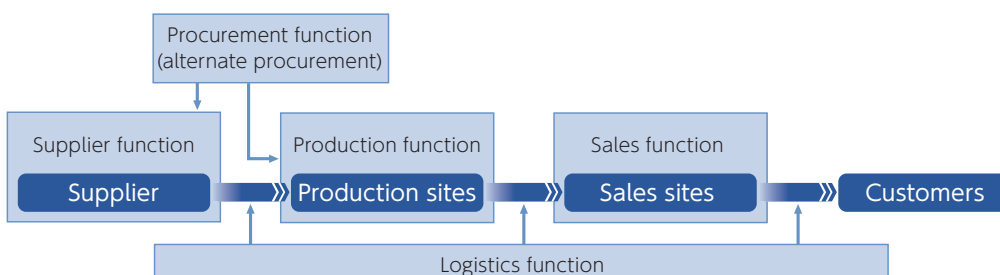 Procurement function
(alternate procurement)
Supplier function
Production function
Sales function
Supplier
Production sites
Sales sites
Customers
Logistics function